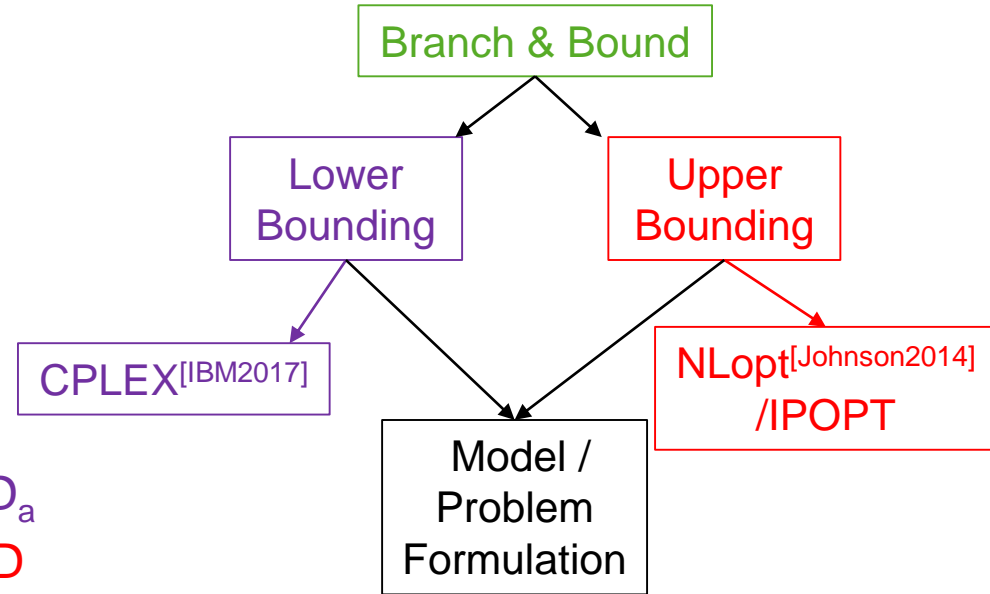 Branch & Bound
Lower
Bounding
Upper
Bounding
CPLEX[IBM2017]
NLopt[Johnson2014]
/IPOPT
Model /
Problem
Formulation